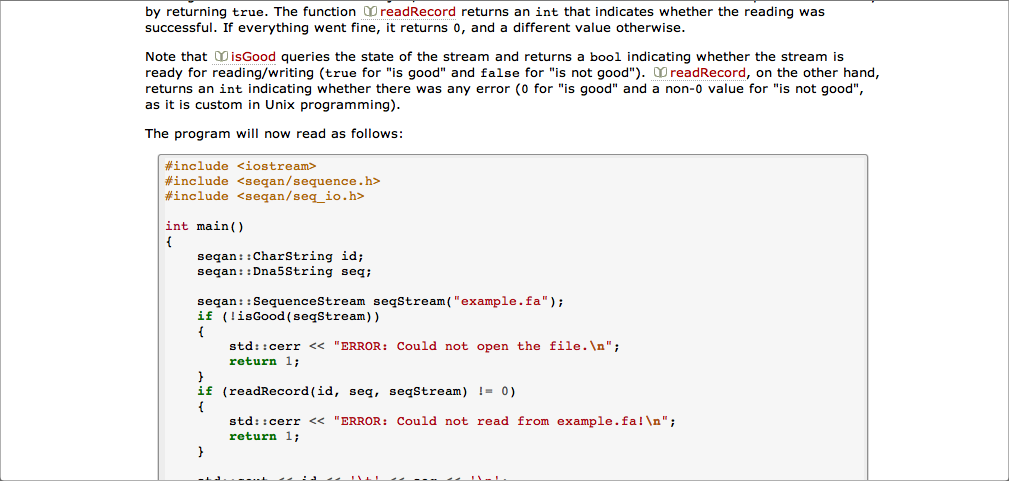 by returning true. The function readRecord returns an int that indicates whether the reading was
successful. If everything went fine, it returns 0, and a different value otherwise.
Note that isGood queries the state of the stream and returns a bool indicating whether the stream is
ready for reading/writing (true for "is good" and false for "is not good"). readRecord, on the other hand,
returns an int indicating whether there was any error (0 for "is good" and a non-0 value for "is not good",
as it is custom in Unix programming).
The program will now read as follows:
#include <iostream>
#include <seqan/sequence.h>
#include <seqan/seq_io.h>
int main()
{
    seqan::CharString id;
    seqan::Dna5String seq;
    seqan::SequenceStream seqStream("example.fa");
    if (!isGood(seqStream))
    {
        std::cerr << "ERROR: Could not open the file.\n";
        return 1;
    }
    if (readRecord(id, seq, seqStream) != 0)
    {
        std::cerr << "ERROR: Could not read from example.fa!\n";
        return 1;
    }